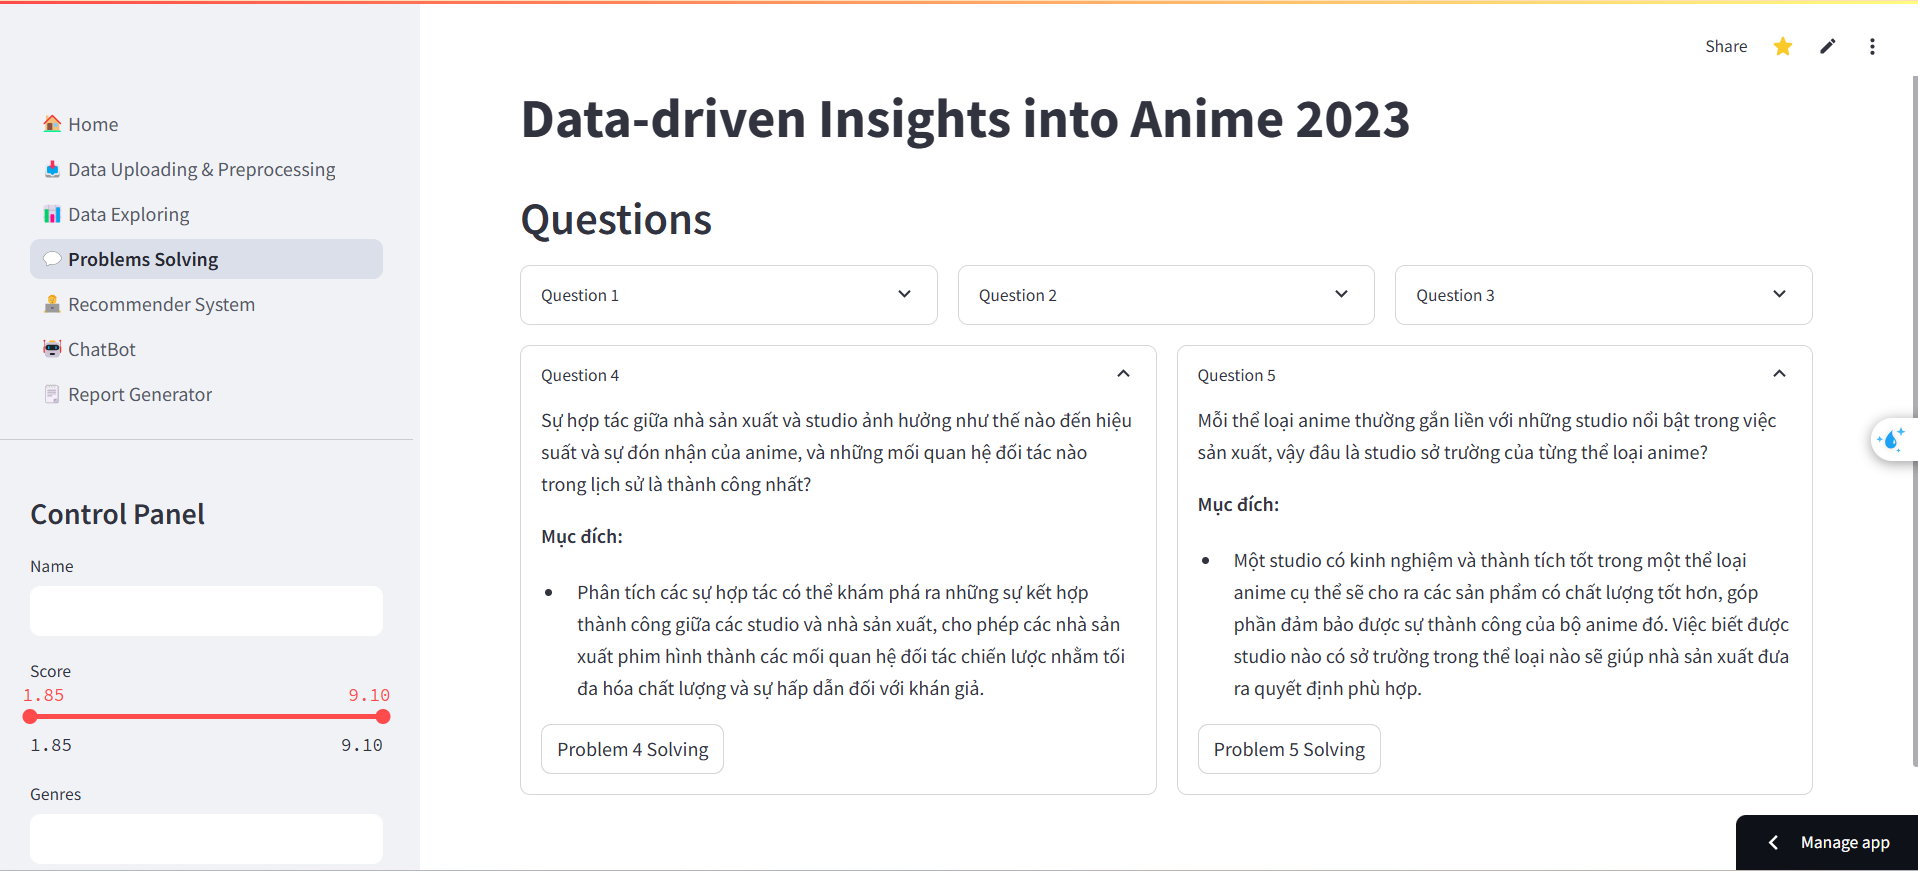 Share
Home
Data Uploading & Preprocessing
Data Exploring
Problems Solving
Recommender System
ChatBot
Report Generator
Control Panel
Name
Score
1.85 9.10
1.85 9.10
Genres
Data-driven Insights into Anime 2023
Questions
Question 1
Question 2
Question 3
Question 4
Sự hợp tác giữa nhà sản xuất và studio ảnh hưởng như thế nào đến hiệu
suất và sự đón nhận của anime, và những mối quan hệ đối tác nào
trong lịch sử là thành công nhất?
Mục đích:
Phân tích các sự hợp tác có thể khám phá ra những sự kết hợp
thành công giữa các studio và nhà sản xuất, cho phép các nhà sản
xuất phim hình thành các mối quan hệ đối tác chiến lược nhằm tối
đa hóa chất lượng và sự hấp dẫn đối với khán giả.
Problem 4 Solving
Question 5
Mỗi thể loại anime thường gắn liền với những studio nổi bật trong việc
sản xuất, vậy đâu là studio sở trường của từng thể loại anime?
Mục đích:
Một studio có kinh nghiệm và thành tích tốt trong một thể loại
anime cụ thể sẽ cho ra các sản phẩm có chất lượng tốt hơn, góp
phần đảm bảo được sự thành công của bộ anime đó. Việc biết được
studio nào có sở trường trong thể loại nào sẽ giúp nhà sản xuất đưa
ra quyết định phù hợp.
Problem 5 Solving
Manage app